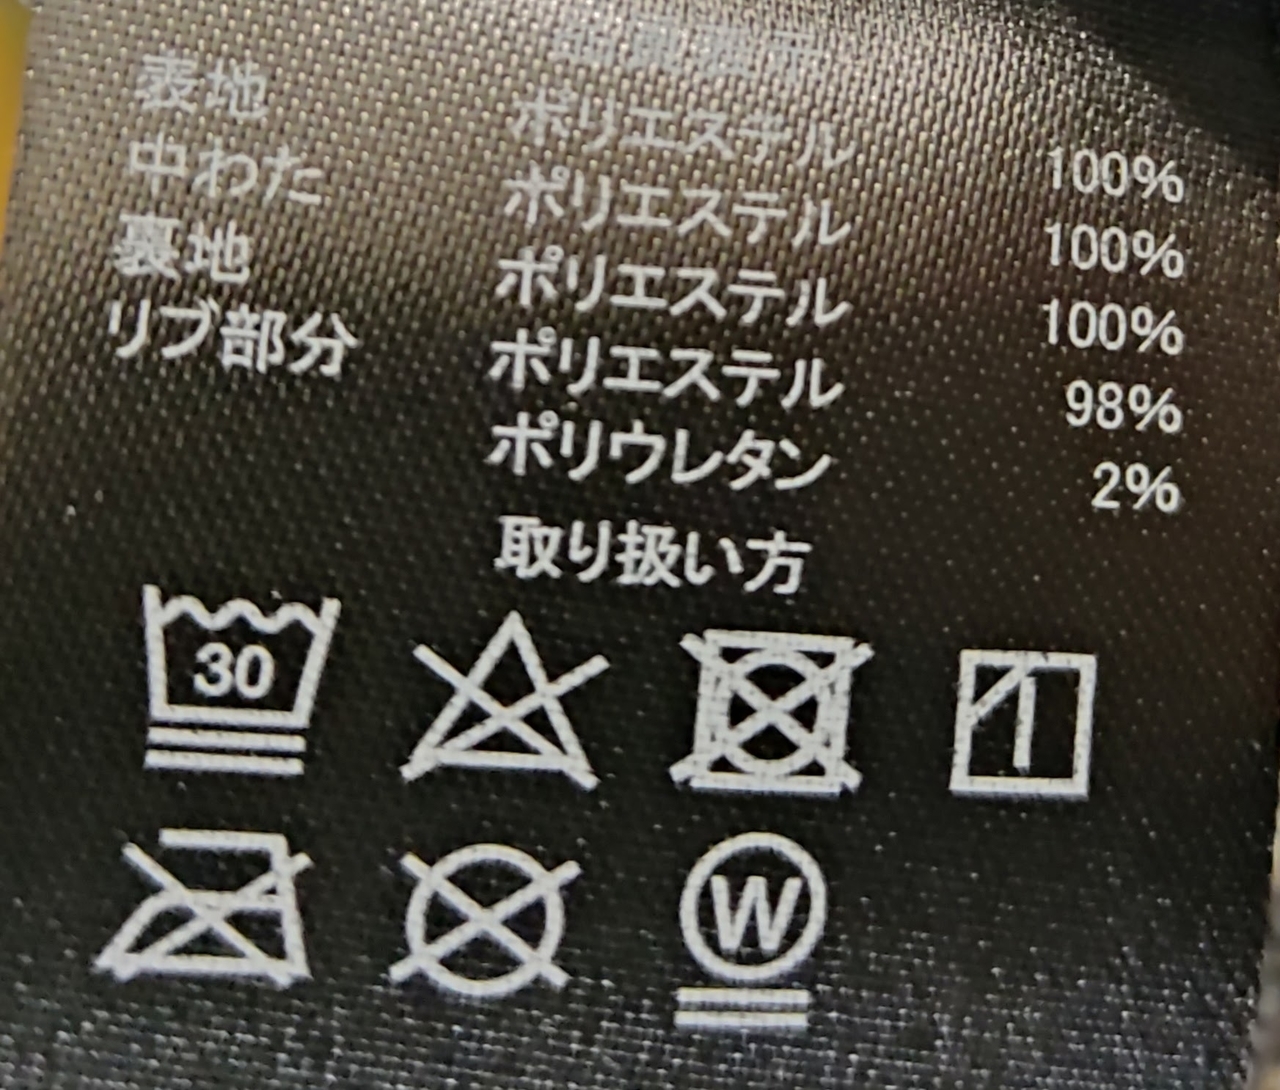 表地 ポリエステル 100%
中わた ポリエステル 100%
裏地 ポリエステル 100%
リブ部分 ポリエステル 98%
ポリウレタン 2%
取り扱い方
30
W